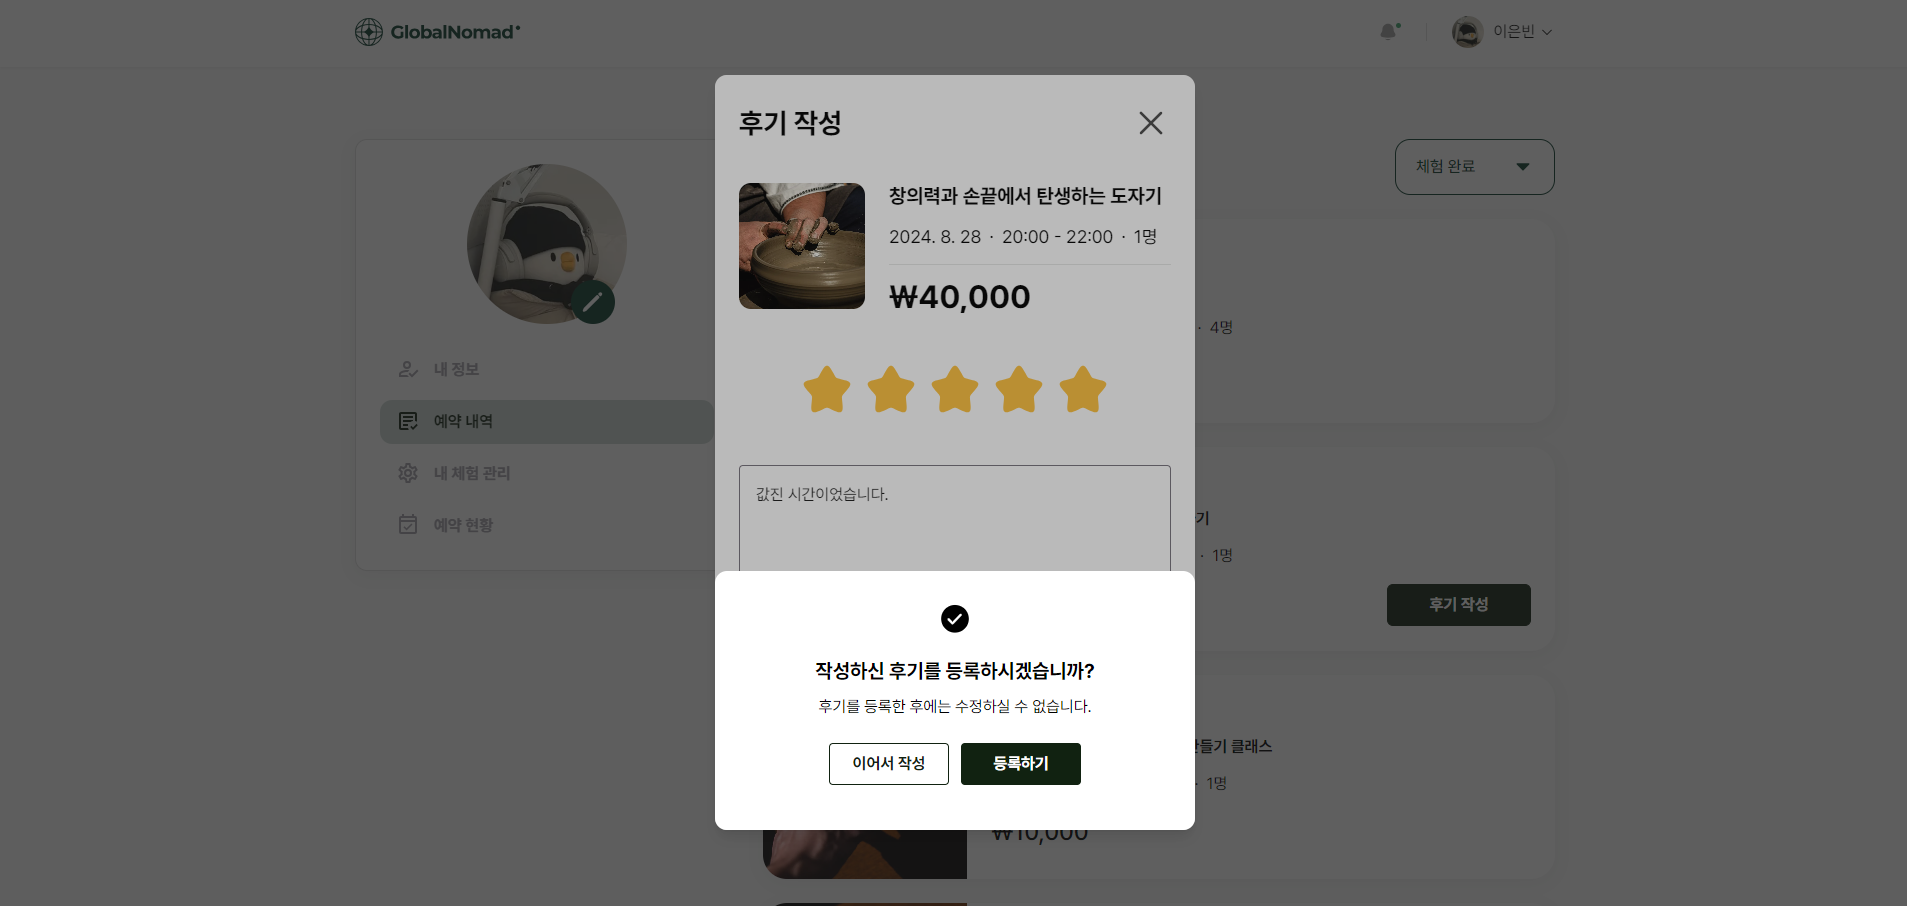 GlobalNomad
이은빈
후기 작성
체험 완료
창의력과 손끝에서 탄생하는 도자기
2024. 8. 28 · 20:00 - 22:00 · 1명
₩40,000
· 4명
내 정보
예약 내역
내 체험 관리
예약 현황
값진 시간이었습니다.
기
· 1명
후기 작성
작성하신 후기를 등록하시겠습니까?
후기를 등록한 후에는 수정하실 수 없습니다.
이어서 작성
등록하기
만들기 클래스
· 1명
₩10,000